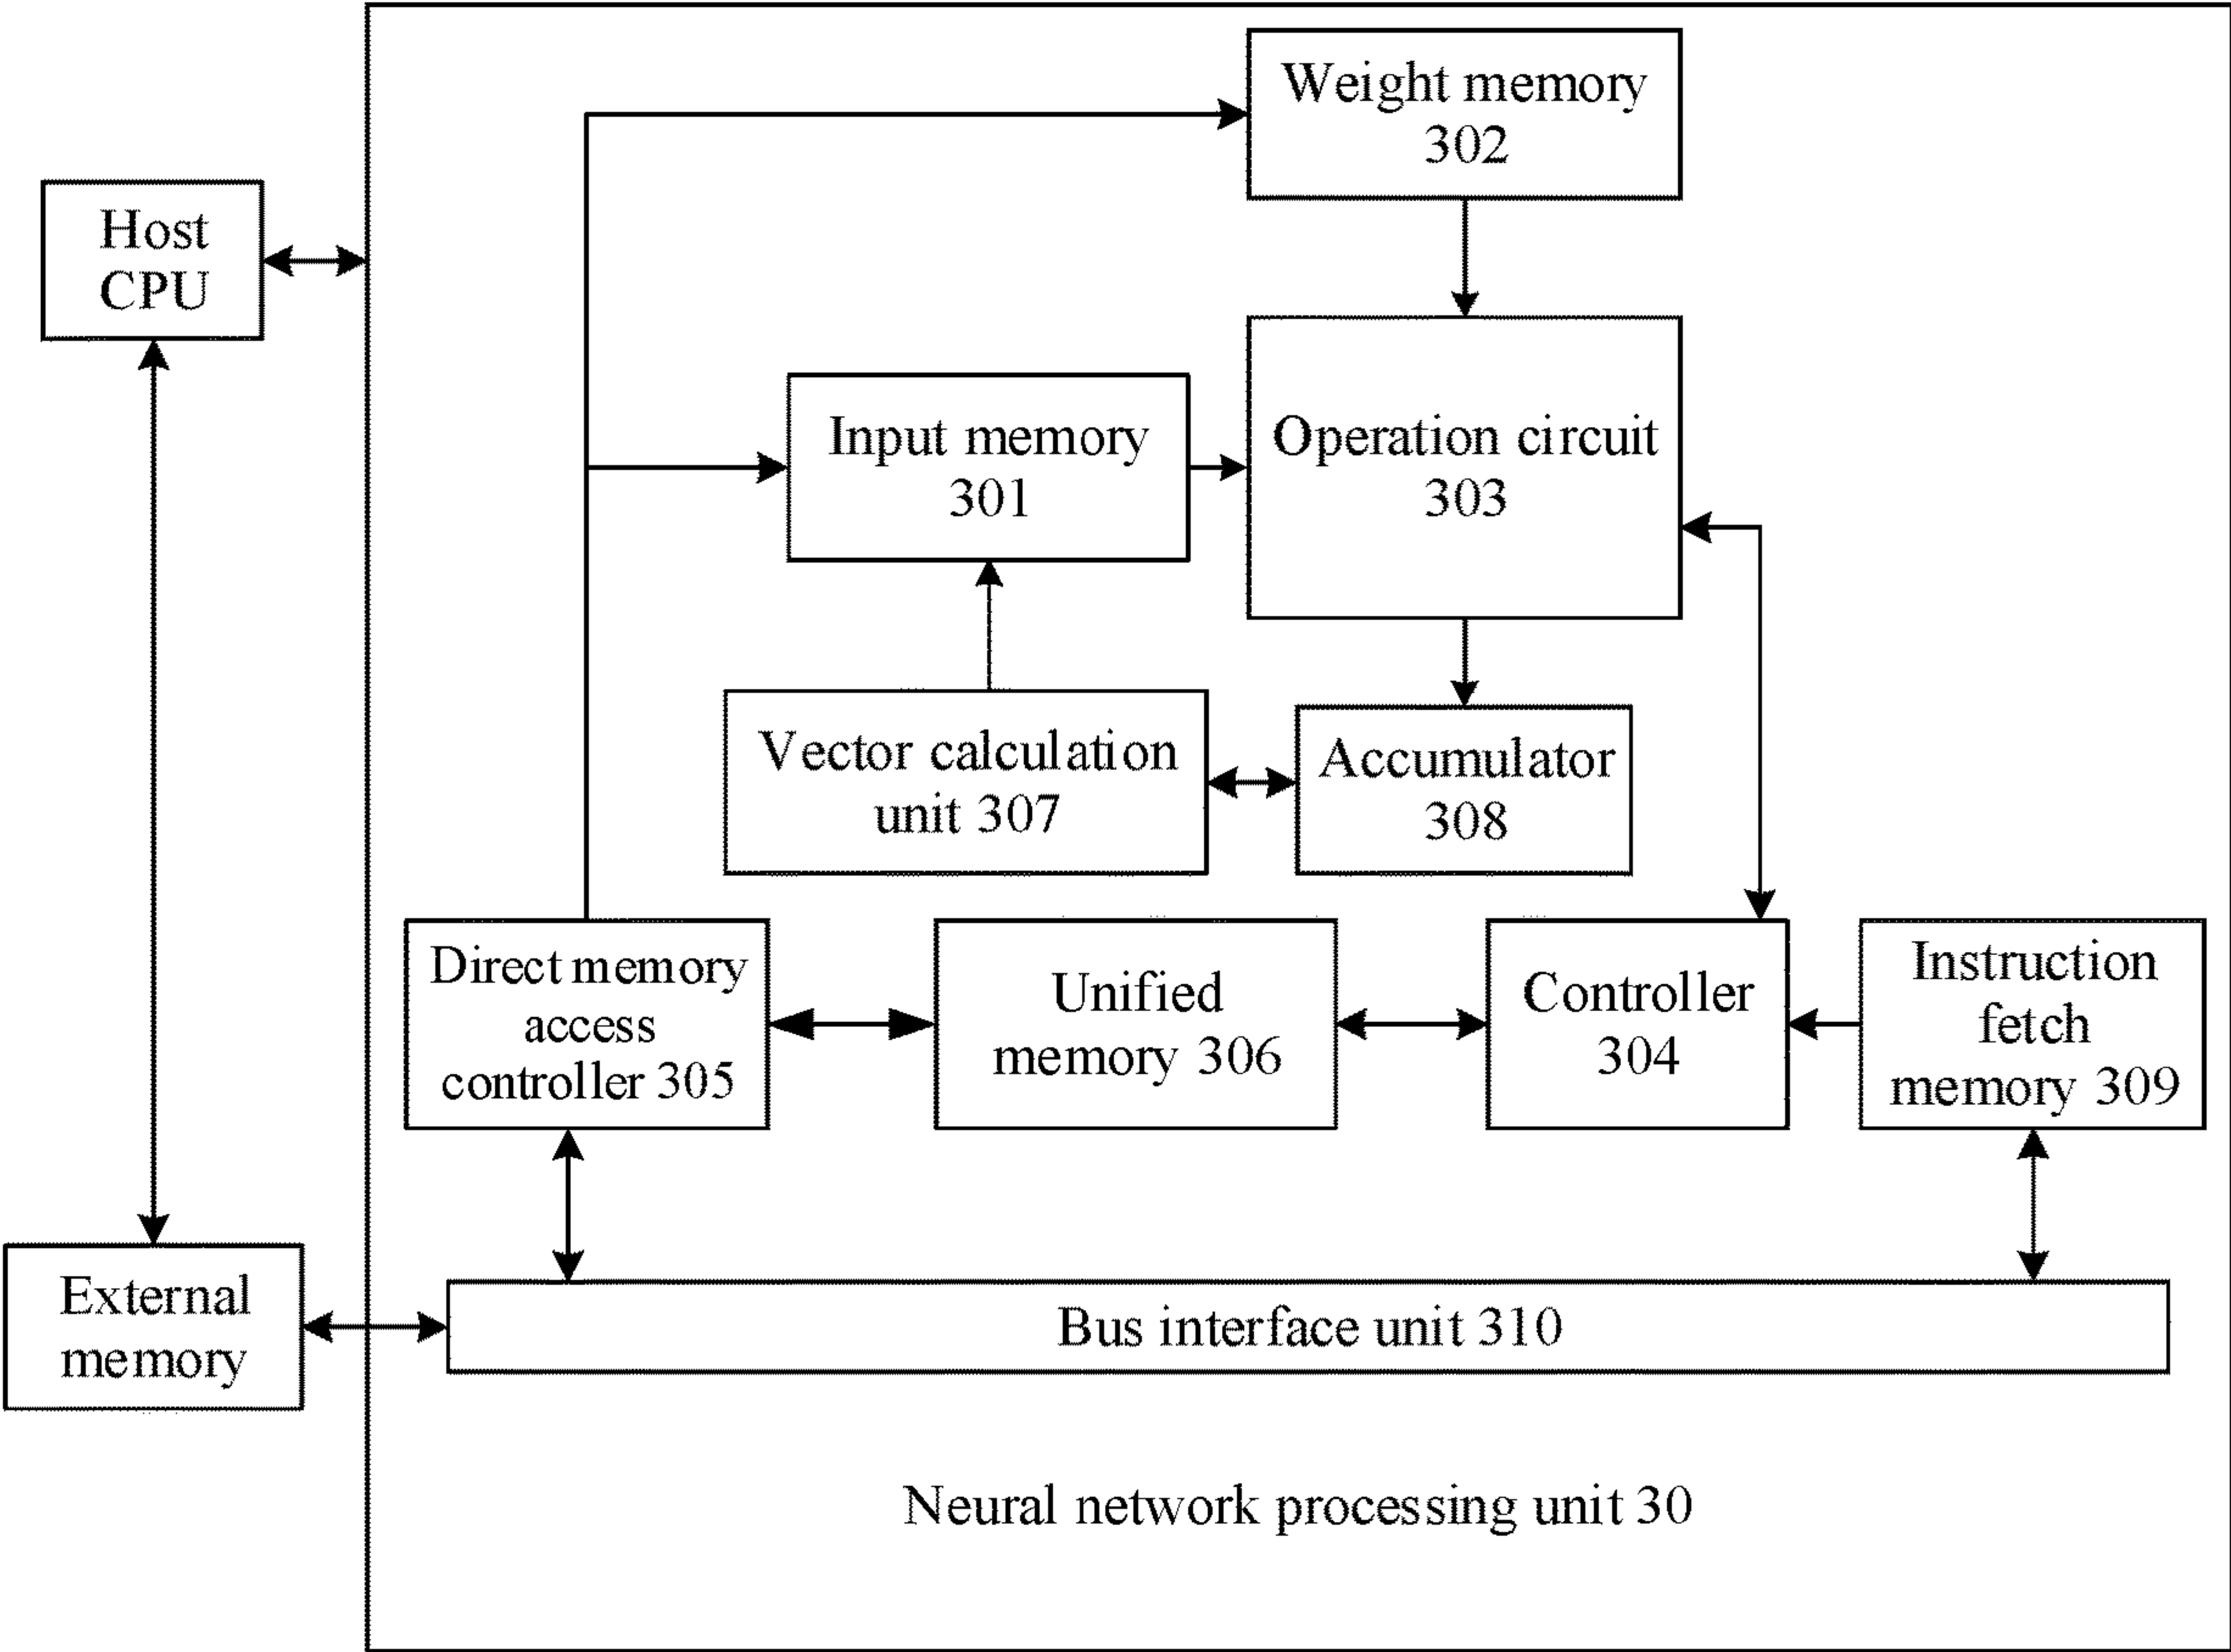 Weight memory
302
Host
CPU
Input memory
301
Operation circuit
303
Vector calculation
unit 307
Accumulator
308
Direct memory
access
controller 305
Unified
memory 306
Controller
304
Instruction
fetch
memory 309
External
memory
Bus interface unit 310
Neural network processing unit 30